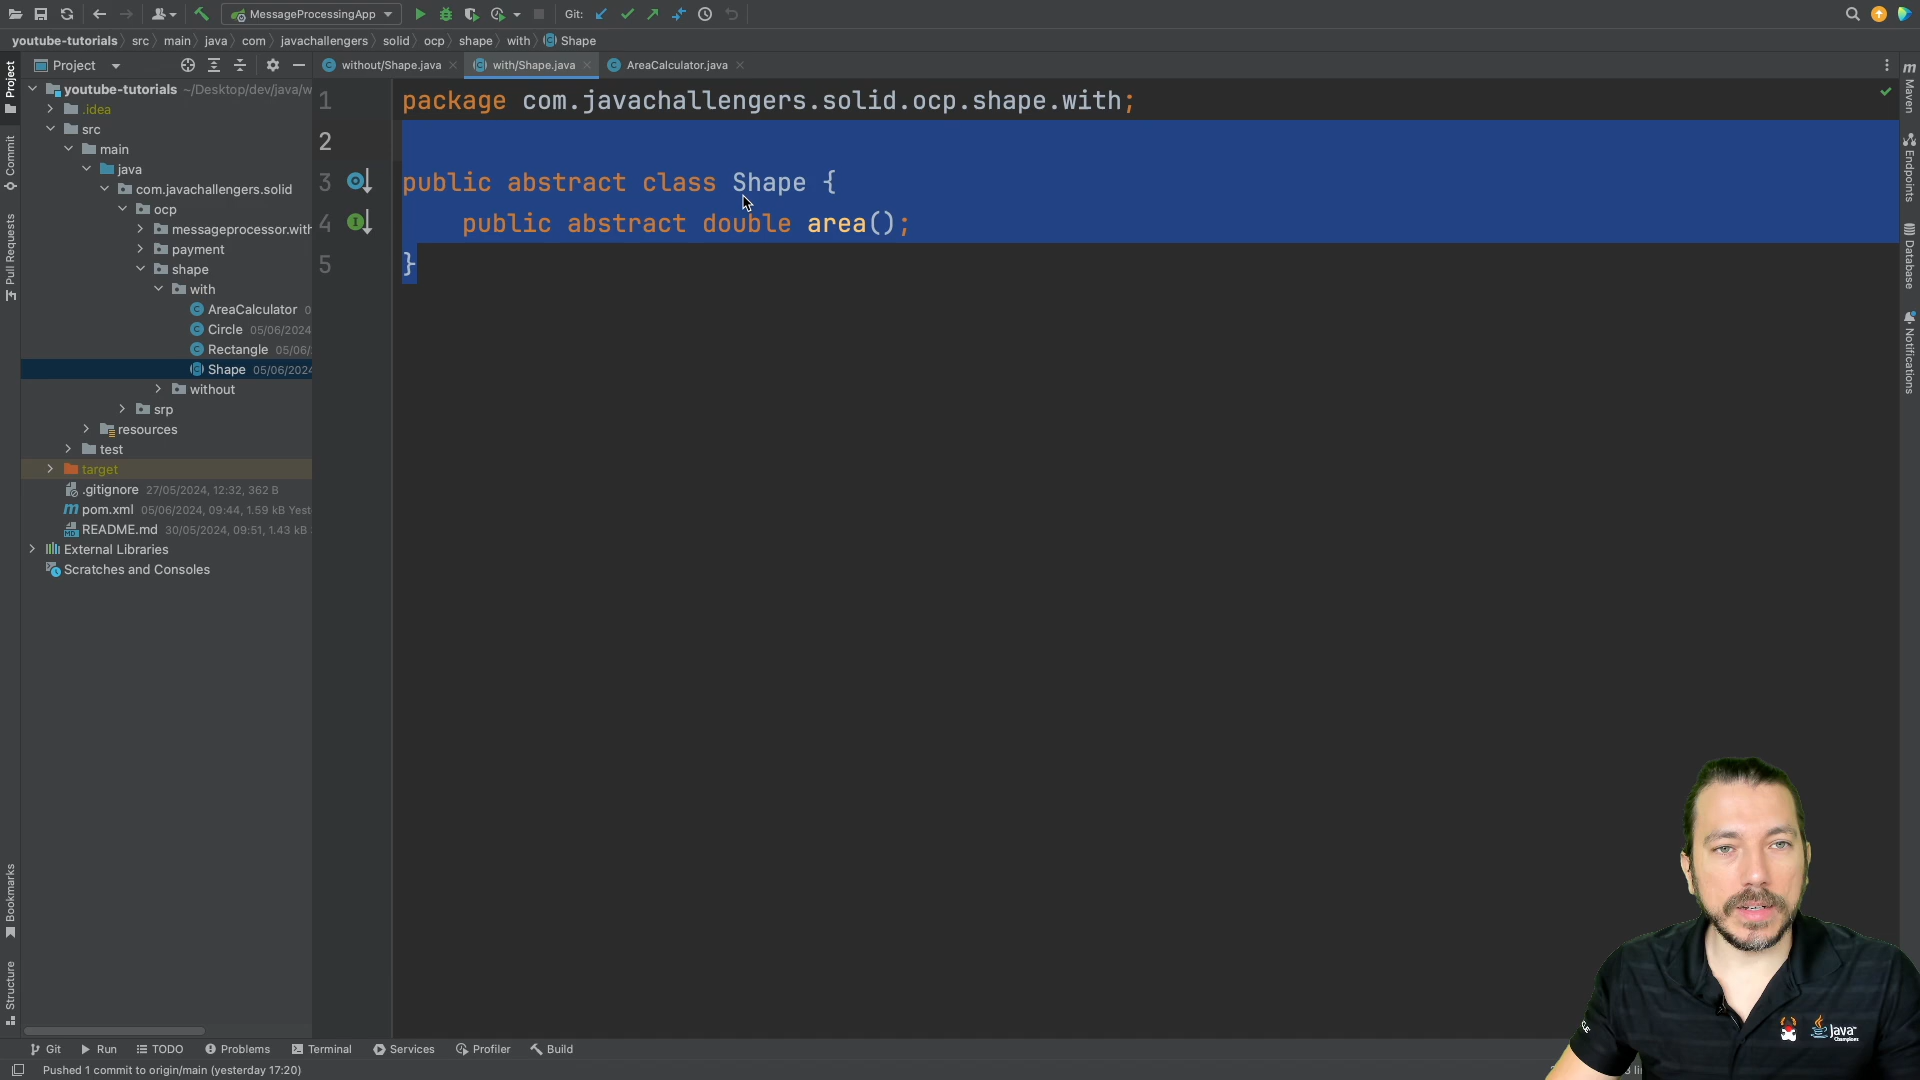 MessageProcessingApp
Git:
youtube-tutorials src main java com javachallengers solid ocp shape with Shape
Project
without/Shape.java
with/Shape.java
AreaCalculator.java
youtube-tutorials ~/Desktop/dev/java/w
.idea
src
main
java
com.javachallengers.solid
ocp
messageprocessor.with
payment
shape
with
AreaCalculator 0
Circle 05/06/2024
Rectangle 05/06/
Shape 05/06/2024
without
srp
resources
test
target
.gitignore 27/05/2024, 12:32, 362 B
pom.xml 05/06/2024, 09:44, 1.59 kB Yest
README.md 30/05/2024, 09:51, 1.43 kB
External Libraries
Scratches and Consoles
1 package com.javachallengers.solid.ocp.shape.with;
2
3 public abstract class Shape {
4 public abstract double area();
5 }
Project
Commit
Pull Requests
Bookmarks
Structure
Maven
Endpoints
Database
Notifications
Java
Champions
Git Run TODO Problems Terminal Services Profiler Build
Pushed 1 commit to origin/main (yesterday 17:20)